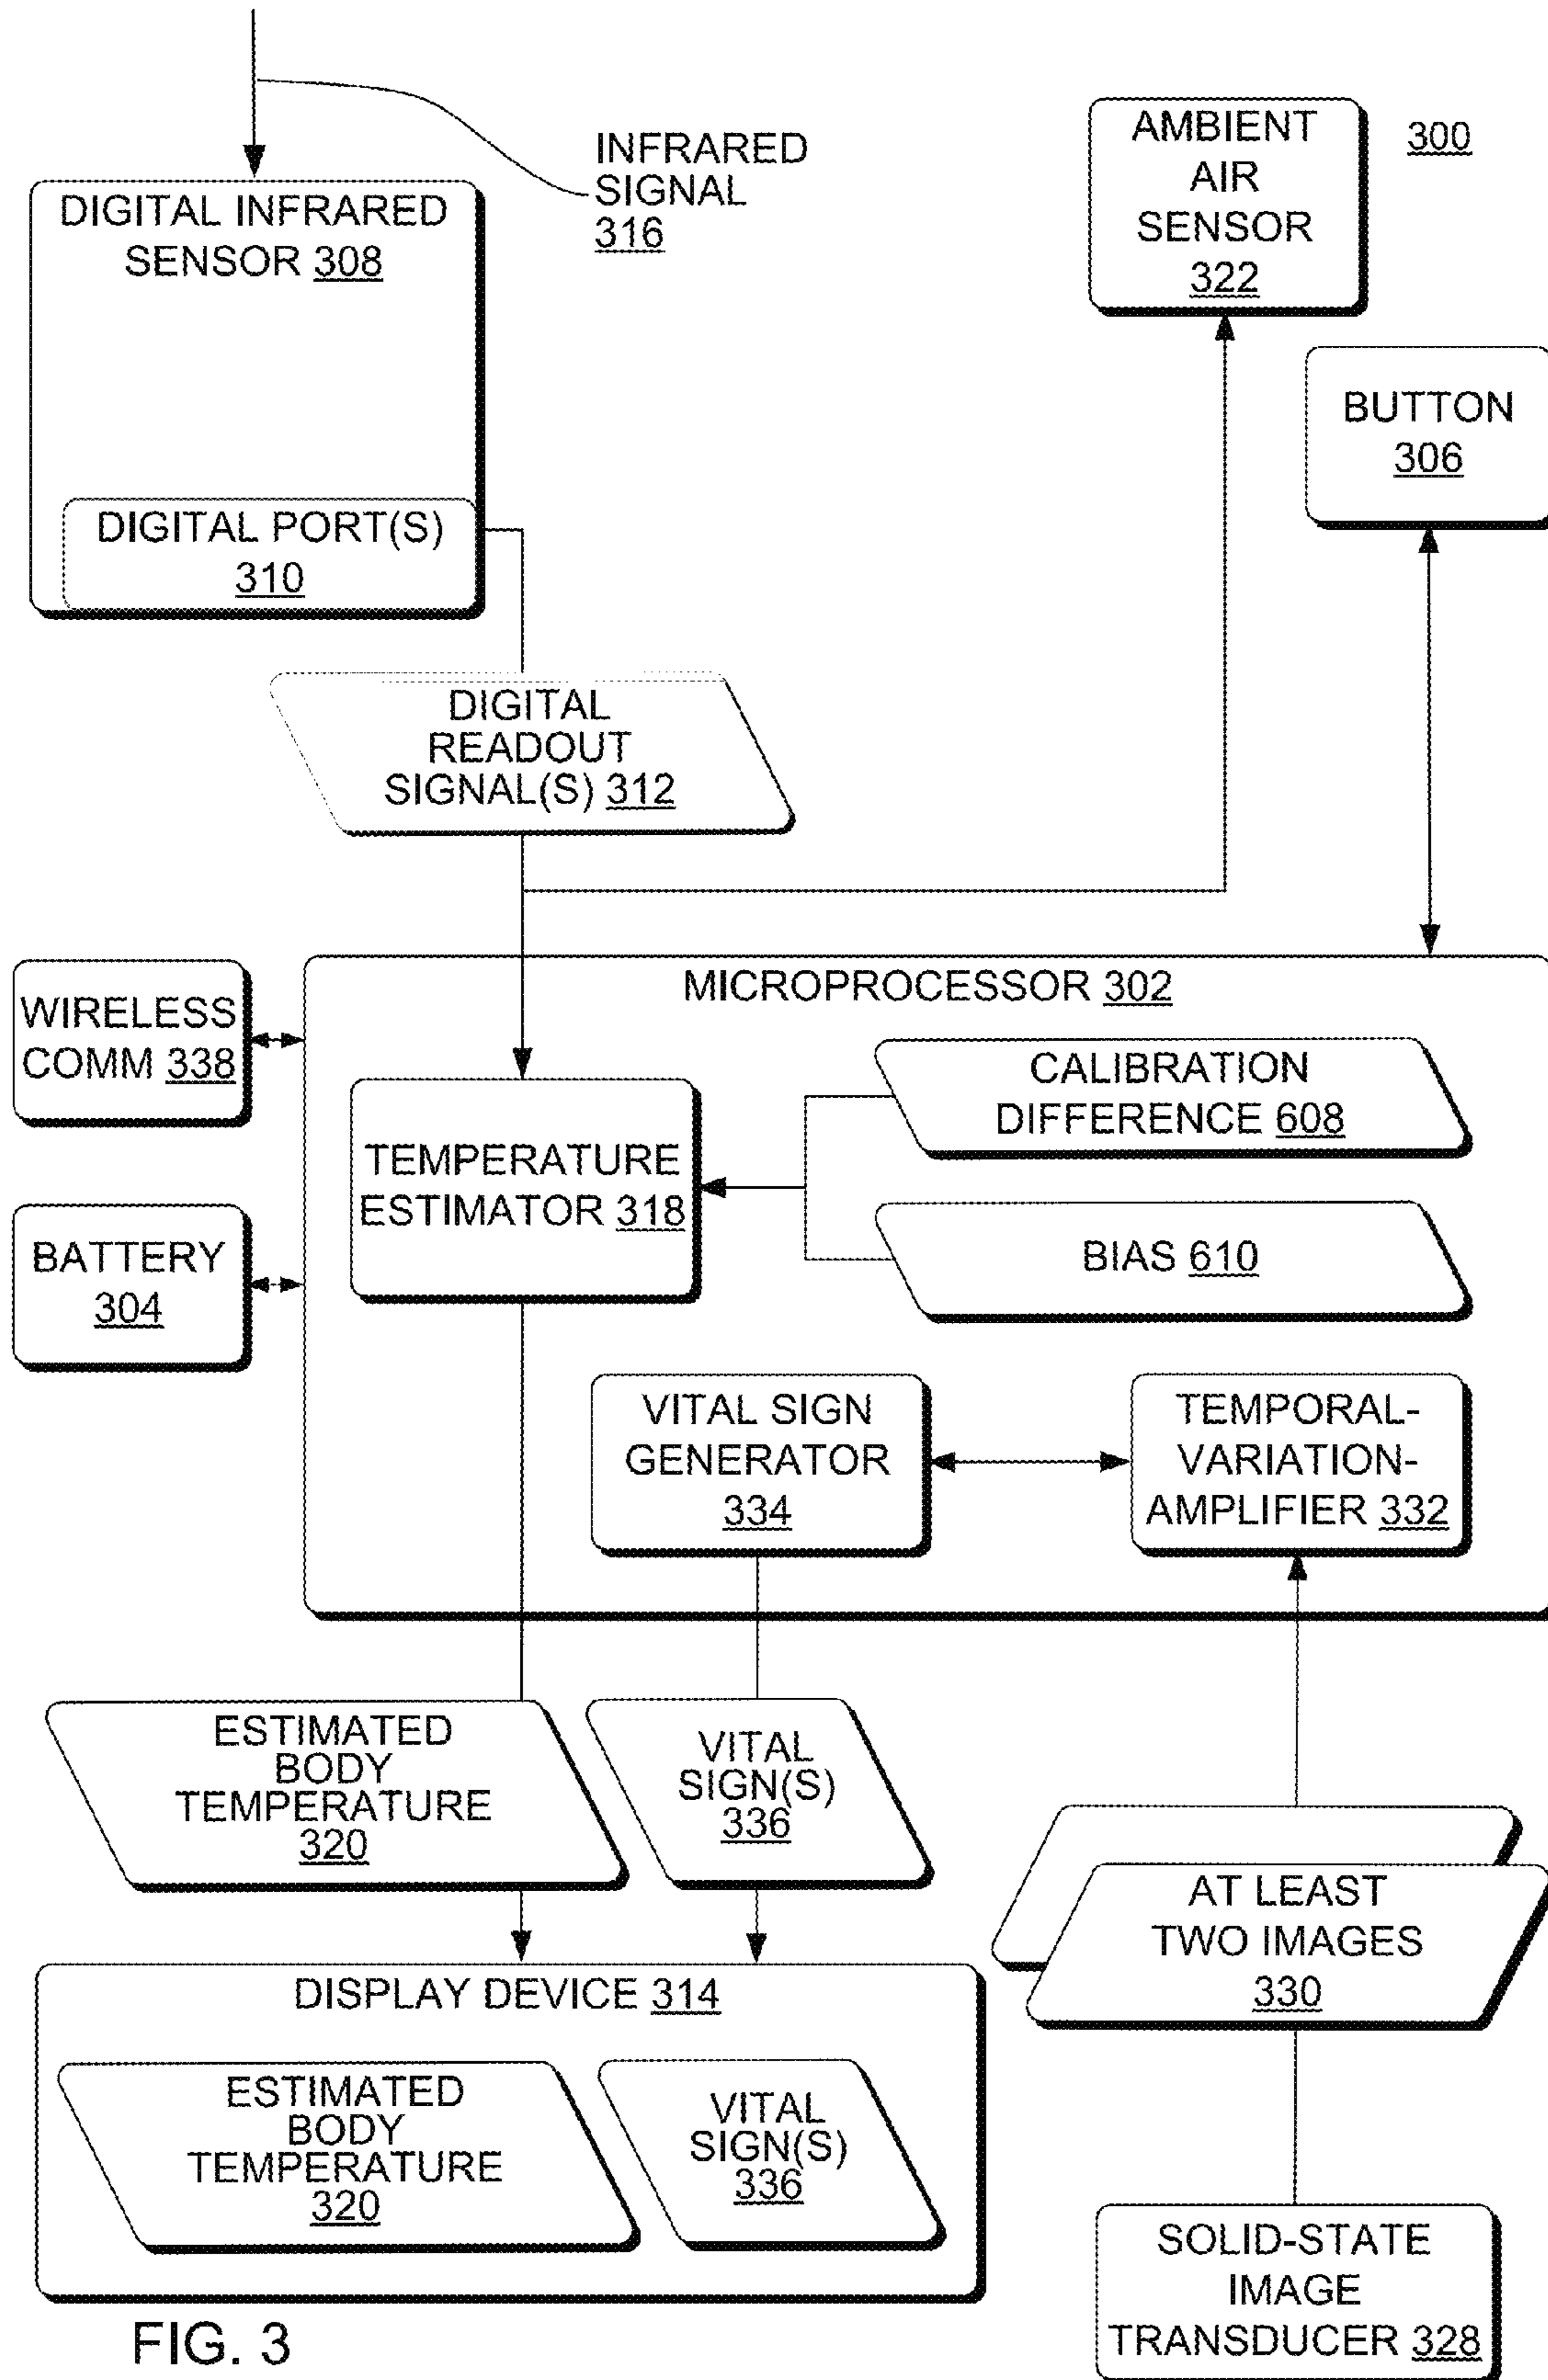 INFRARED
SIGNAL
316
AMBIENT
AIR
SENSOR
322
300
DIGITAL INFRARED
SENSOR 308
BUTTON
306
DIGITAL PORT(S)
310
DIGITAL
READOUT
SIGNAL(S) 312
MICROPROCESSOR 302
WIRELESS
COMM 338
CALIBRATION
DIFFERENCE 608
TEMPERATURE
ESTIMATOR 318
BATTERY
304
BIAS 610
VITAL SIGN
GENERATOR
334
TEMPORAL-
VARIATION-
AMPLIFIER 332
ESTIMATED
BODY
TEMPERATURE
320
VITAL
SIGN(S)
336
AT LEAST
TWO IMAGES
330
DISPLAY DEVICE 314
ESTIMATED
BODY
TEMPERATURE
320
VITAL
SIGN(S)
336
SOLID-STATE
IMAGE
TRANSDUCER 328
FIG. 3